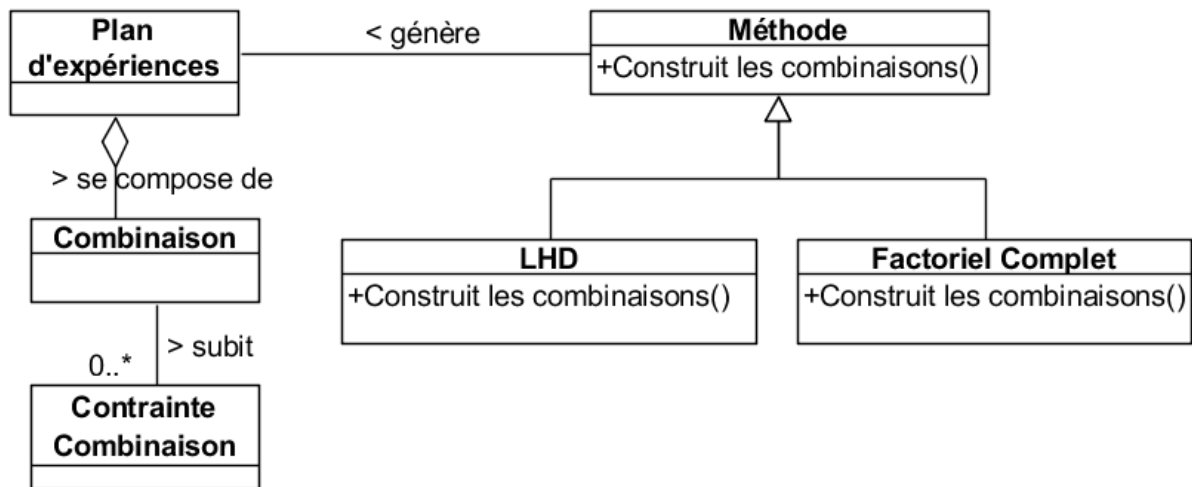 Plan
d'expériences
< génère
Méthode
+Construit les combinaisons()
> se compose de
Combinaison
LHD
+Construit les combinaisons()
Factoriel Complet
+Construit les combinaisons()
> subit
0..*
Contrainte
Combinaison